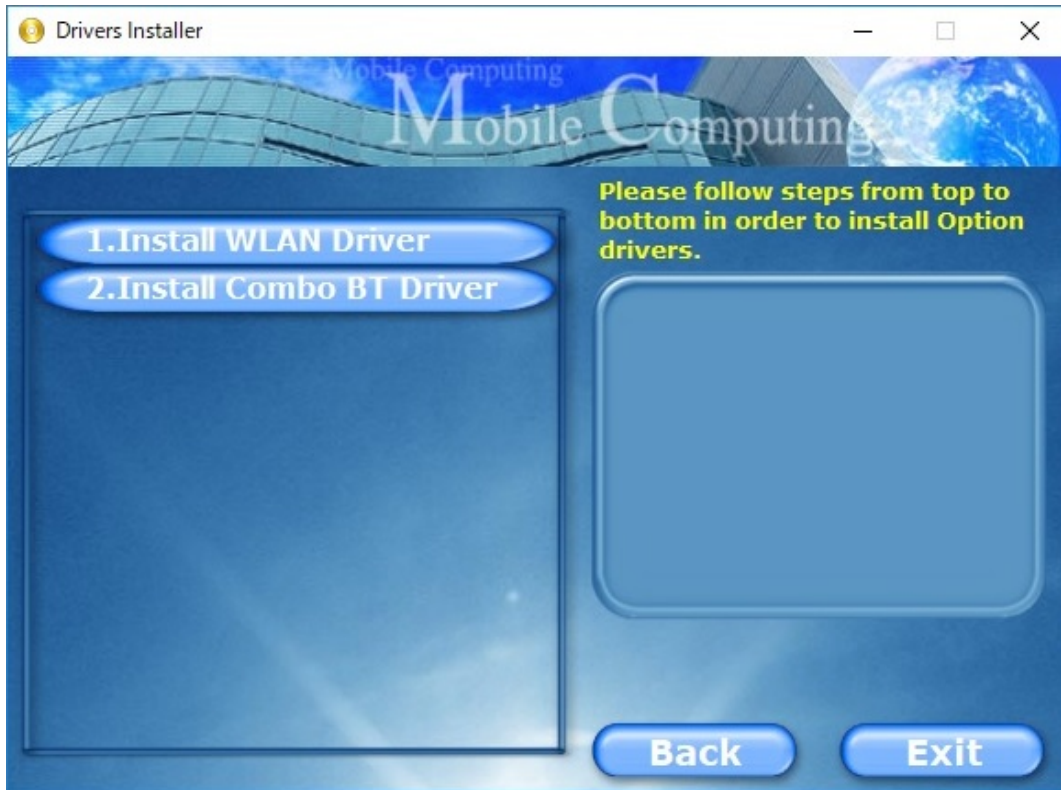 Drivers Installer
Mobile Computing
Mobile Computing
Please follow steps from top to
bottom in order to install Option
drivers.
1.Install WLAN Driver
2.Install Combo BT Driver
Back
Exit